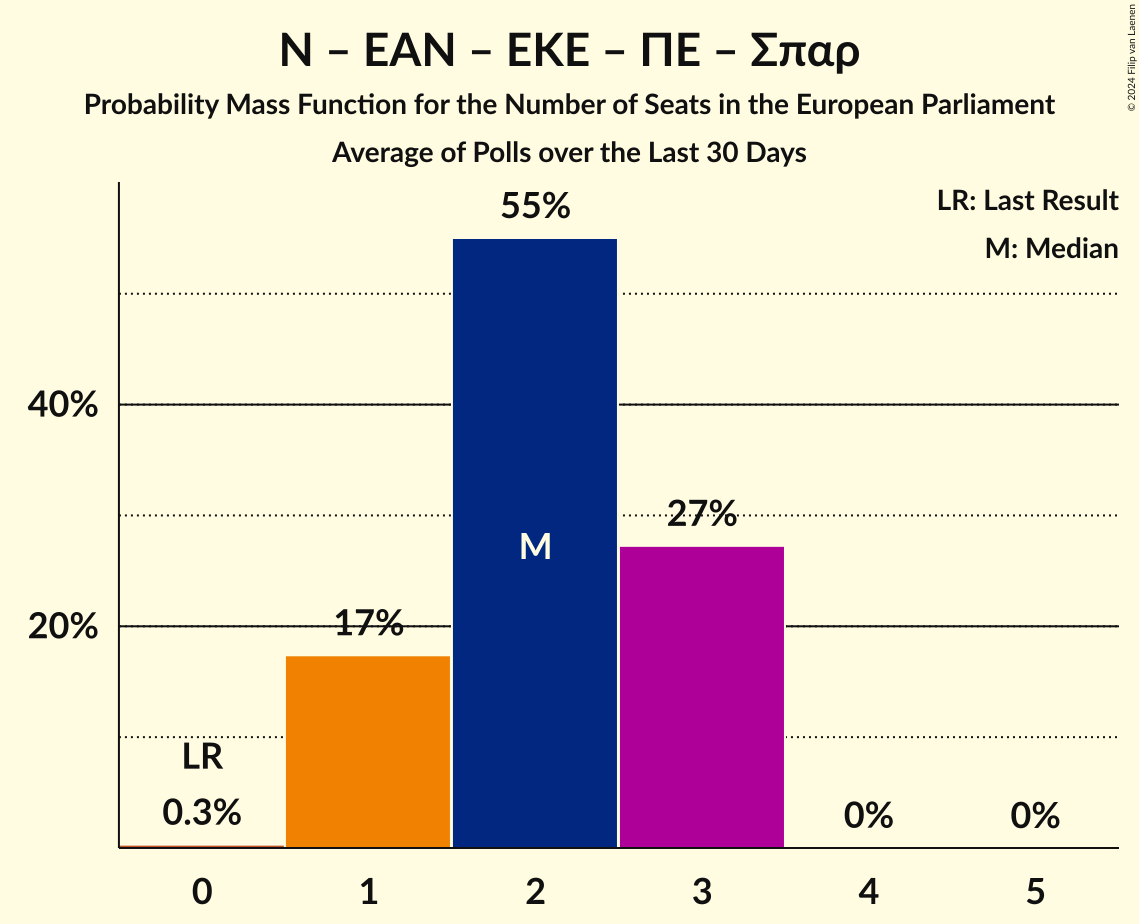 Ν – ΕΑΝ – ΕΚΕ – ΠΕ – Σπαρ
Probability Mass Function for the Number of Seats in the European Parliament
Average of Polls over the Last 30 Days
© 2024 Filip van Laenen
LR: Last Result
M: Median
55%
40%
27%
M
20%
17%
LR
0.3%
0%
0%
0
1
2
3
4
5